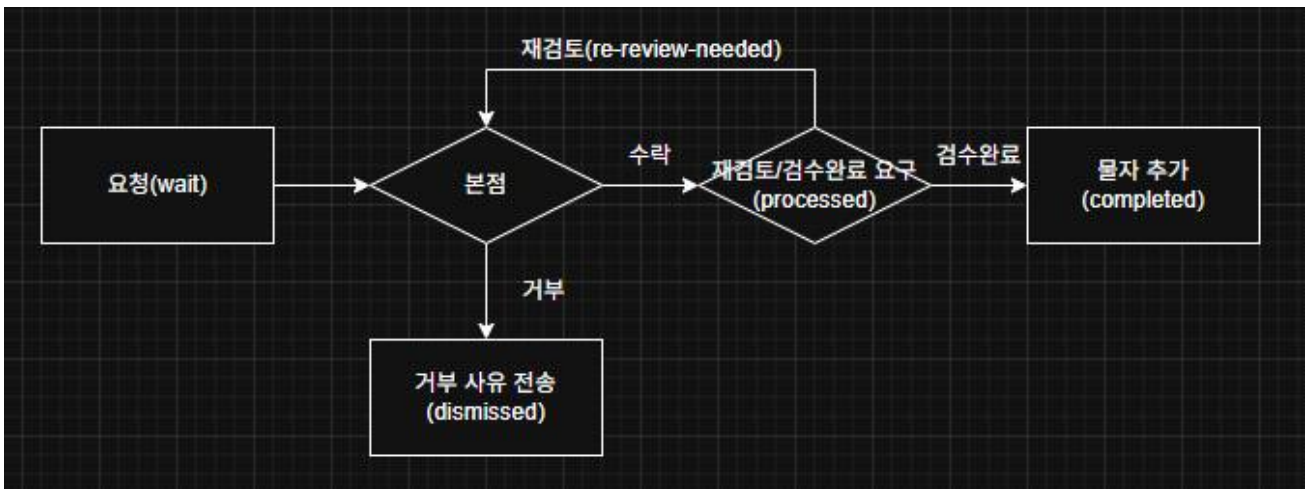 재검토(re-review-needed)
요청(wait)
본점
수락
재검토/검수완료 요구
(processed)
검수완료
물자 추가
(completed)
거부
거부 사유 전송
(dismissed)